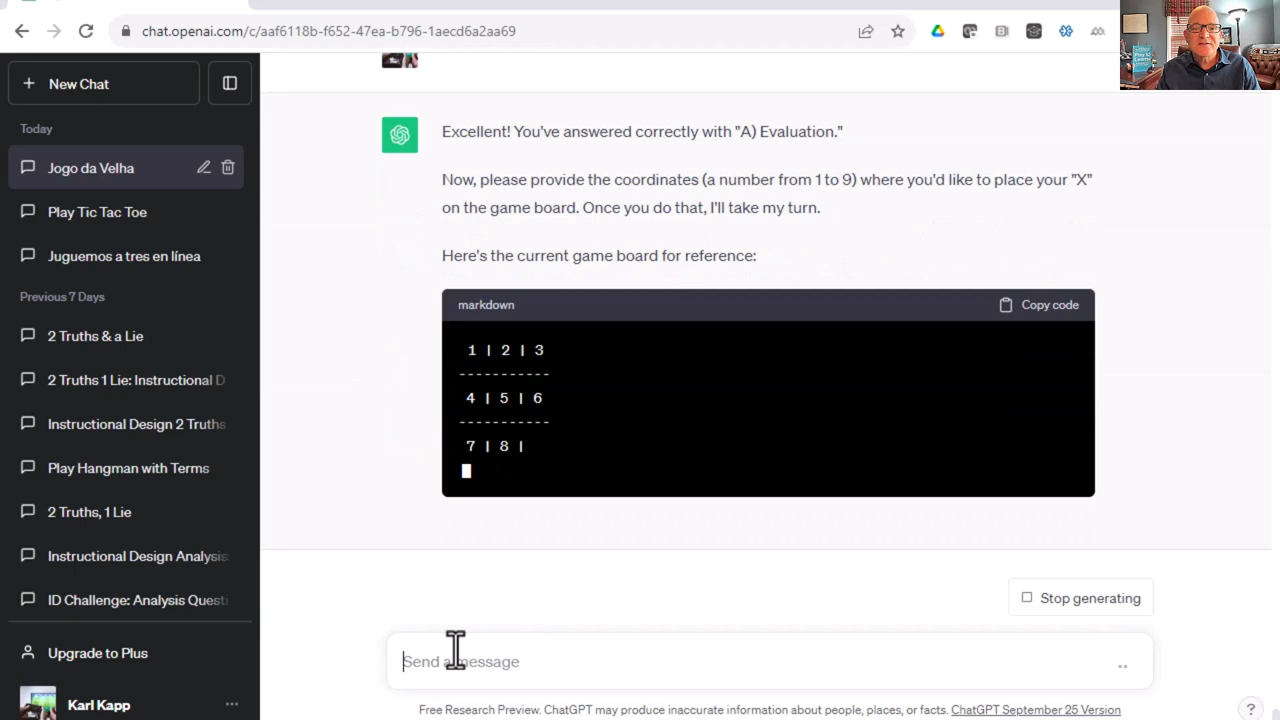 chat.openai.com/c/aaf6118b-f652-47ea-b796-1aecd6a2aa69
+ New Chat
Today
Jogo da Velha
Play Tic Tac Toe
Juguemos a tres en línea
Previous 7 Days
2 Truths & a Lie
2 Truths 1 Lie: Instructional D
Instructional Design 2 Truths
Play Hangman with Terms
2 Truths, 1 Lie
Instructional Design Analysis
ID Challenge: Analysis Questi
Upgrade to Plus
Karl Kapp
Excellent! You've answered correctly with "A) Evaluation."
Now, please provide the coordinates (a number from 1 to 9) where you'd like to place your "X"
on the game board. Once you do that, I'll take my turn.
Here's the current game board for reference:
markdown
Copy code
1 | 2 | 3
-----------
4 | 5 | 6
-----------
7 | 8 |
Stop generating
Send a message
Free Research Preview. ChatGPT may produce inaccurate information about people, places, or facts. ChatGPT September 25 Version
?